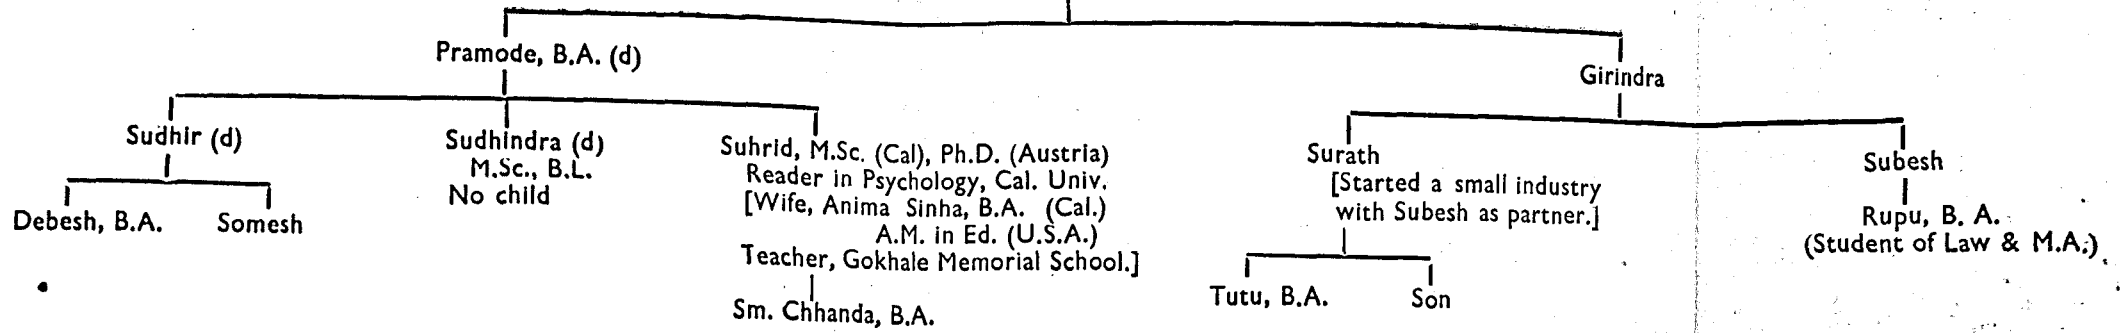 Pramode, B.A. (d)
Girindra
Sudhir (d)
Sudhindra (d)
M.Sc., B.L.
No child
Suhrid, M.Sc. (Cal), Ph.D. (Austria)
Reader in Psychology, Cal. Univ.
[Wife, Anima Sinha, B.A. (Cal.)
A.M. in Ed. (U.S.A.)
Teacher, Gokhale Memorial School.]
Surath
[Started a small industry
with Subesh as partner.]
Subesh
Rupu, B. A.
(Student of Law & M.A.)
Debesh, B.A.
Somesh
Sm. Chhanda, B.A.
Tutu, B.A.
Son